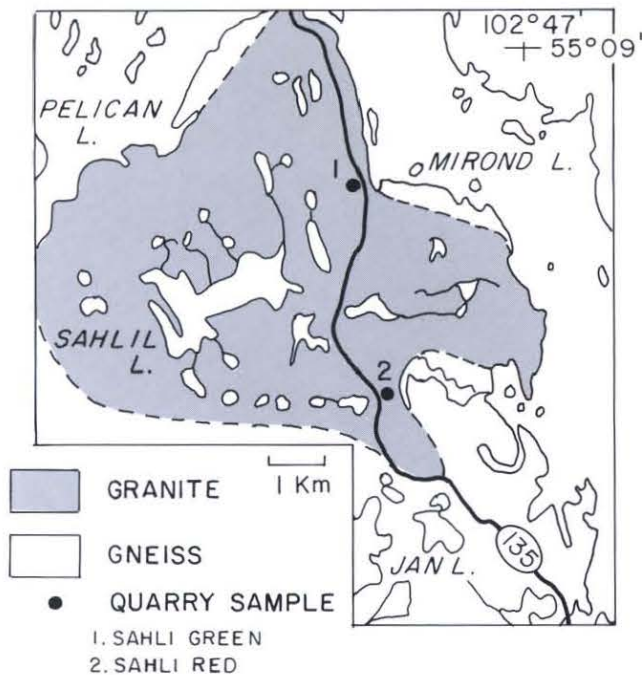 102°47'
55°09'
PELICAN
L.
MIROND L.
1
SAHLIL
L.
2
1 Km
GRANITE
GNEISS
135
JAN L.
QUARRY SAMPLE
1. SAHLI GREEN
2. SAHLI RED